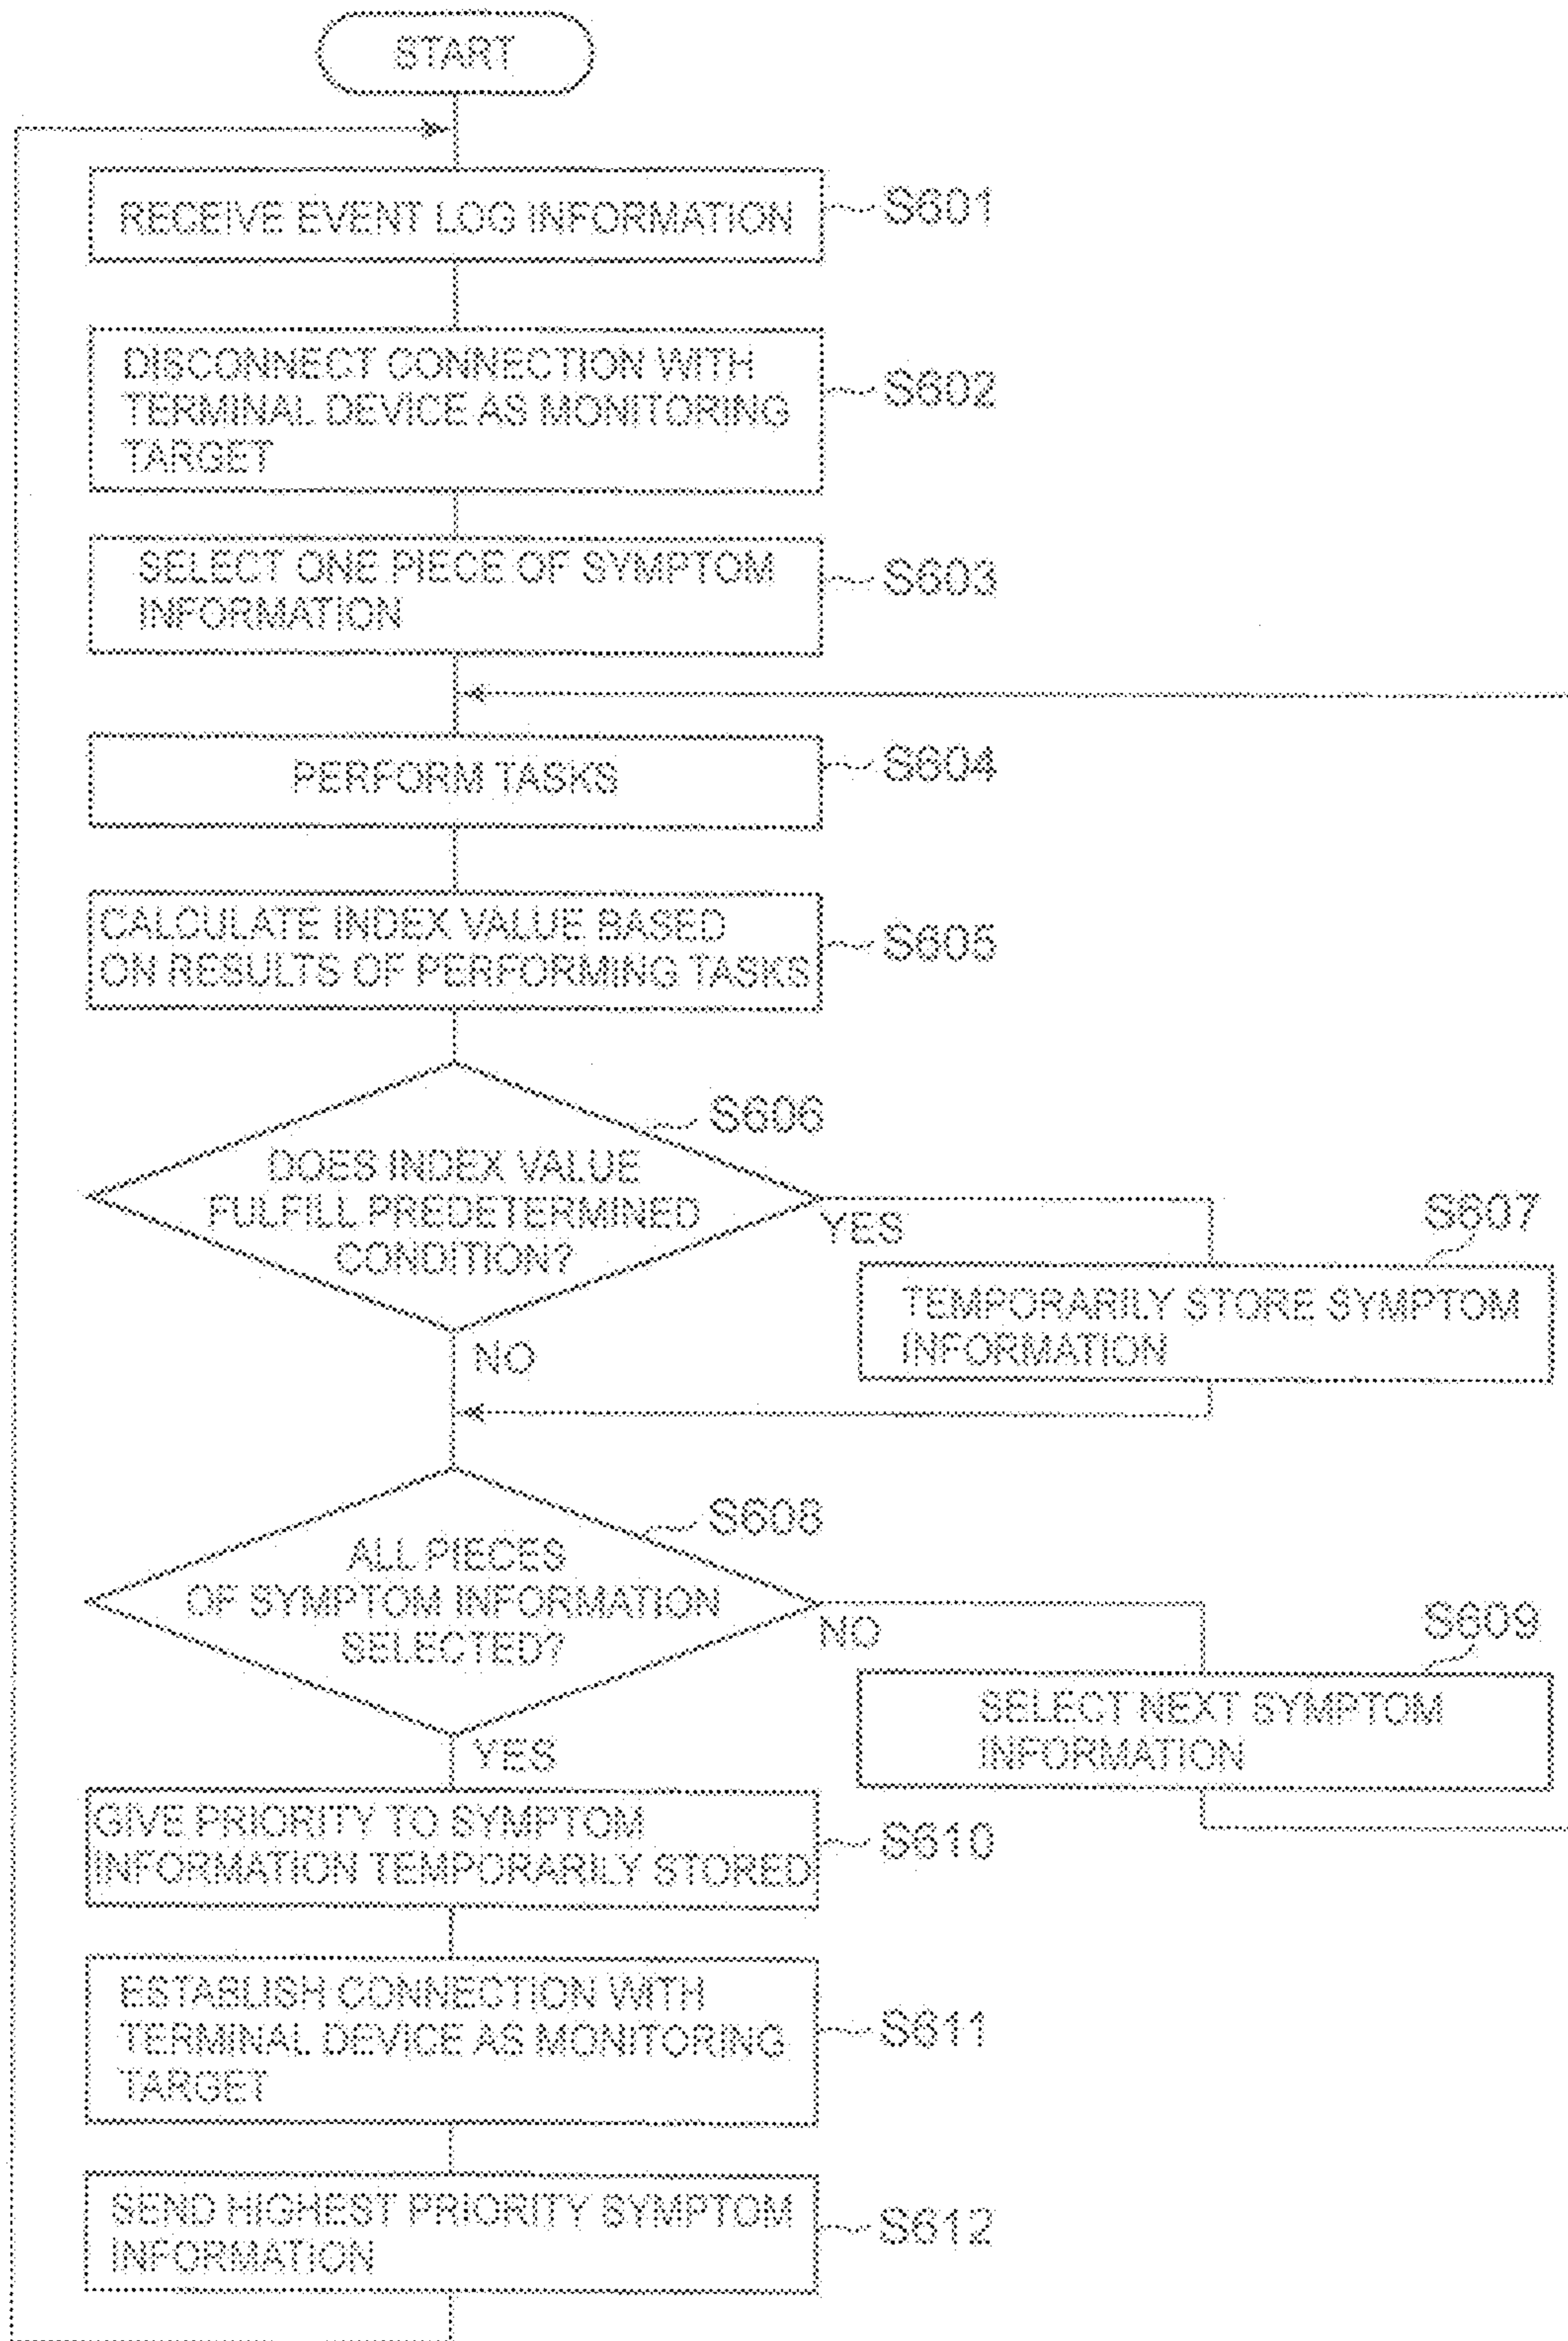 START
RECEIVE EVENT LOG INFORMATION
S601
DISCONNECT CONNECTION WITH
TERMINAL DEVICE AS MONITORING
TARGET
S602
SELECT ONE PIECE OF SYMPTOM
INFORMATION
S603
PERFORM TASKS
S604
CALCULATE INDEX VALUE BASED
ON RESULTS OF PERFORMING TASKS
S605
S606
DOES INDEX VALUE
FULFILL PREDETERMINED
CONDITION?
YES
NO
S607
TEMPORARILY STORE SYMPTOM
INFORMATION
S608
ALL PIECES
OF SYMPTOM INFORMATION
SELECTED?
NO
YES
S609
SELECT NEXT SYMPTOM
INFORMATION
GIVE PRIORITY TO SYMPTOM
INFORMATION TEMPORARILY STORED
S610
ESTABLISH CONNECTION WITH
TERMINAL DEVICE AS MONITORING
TARGET
S611
SEND HIGHEST PRIORITY SYMPTOM
INFORMATION
S612